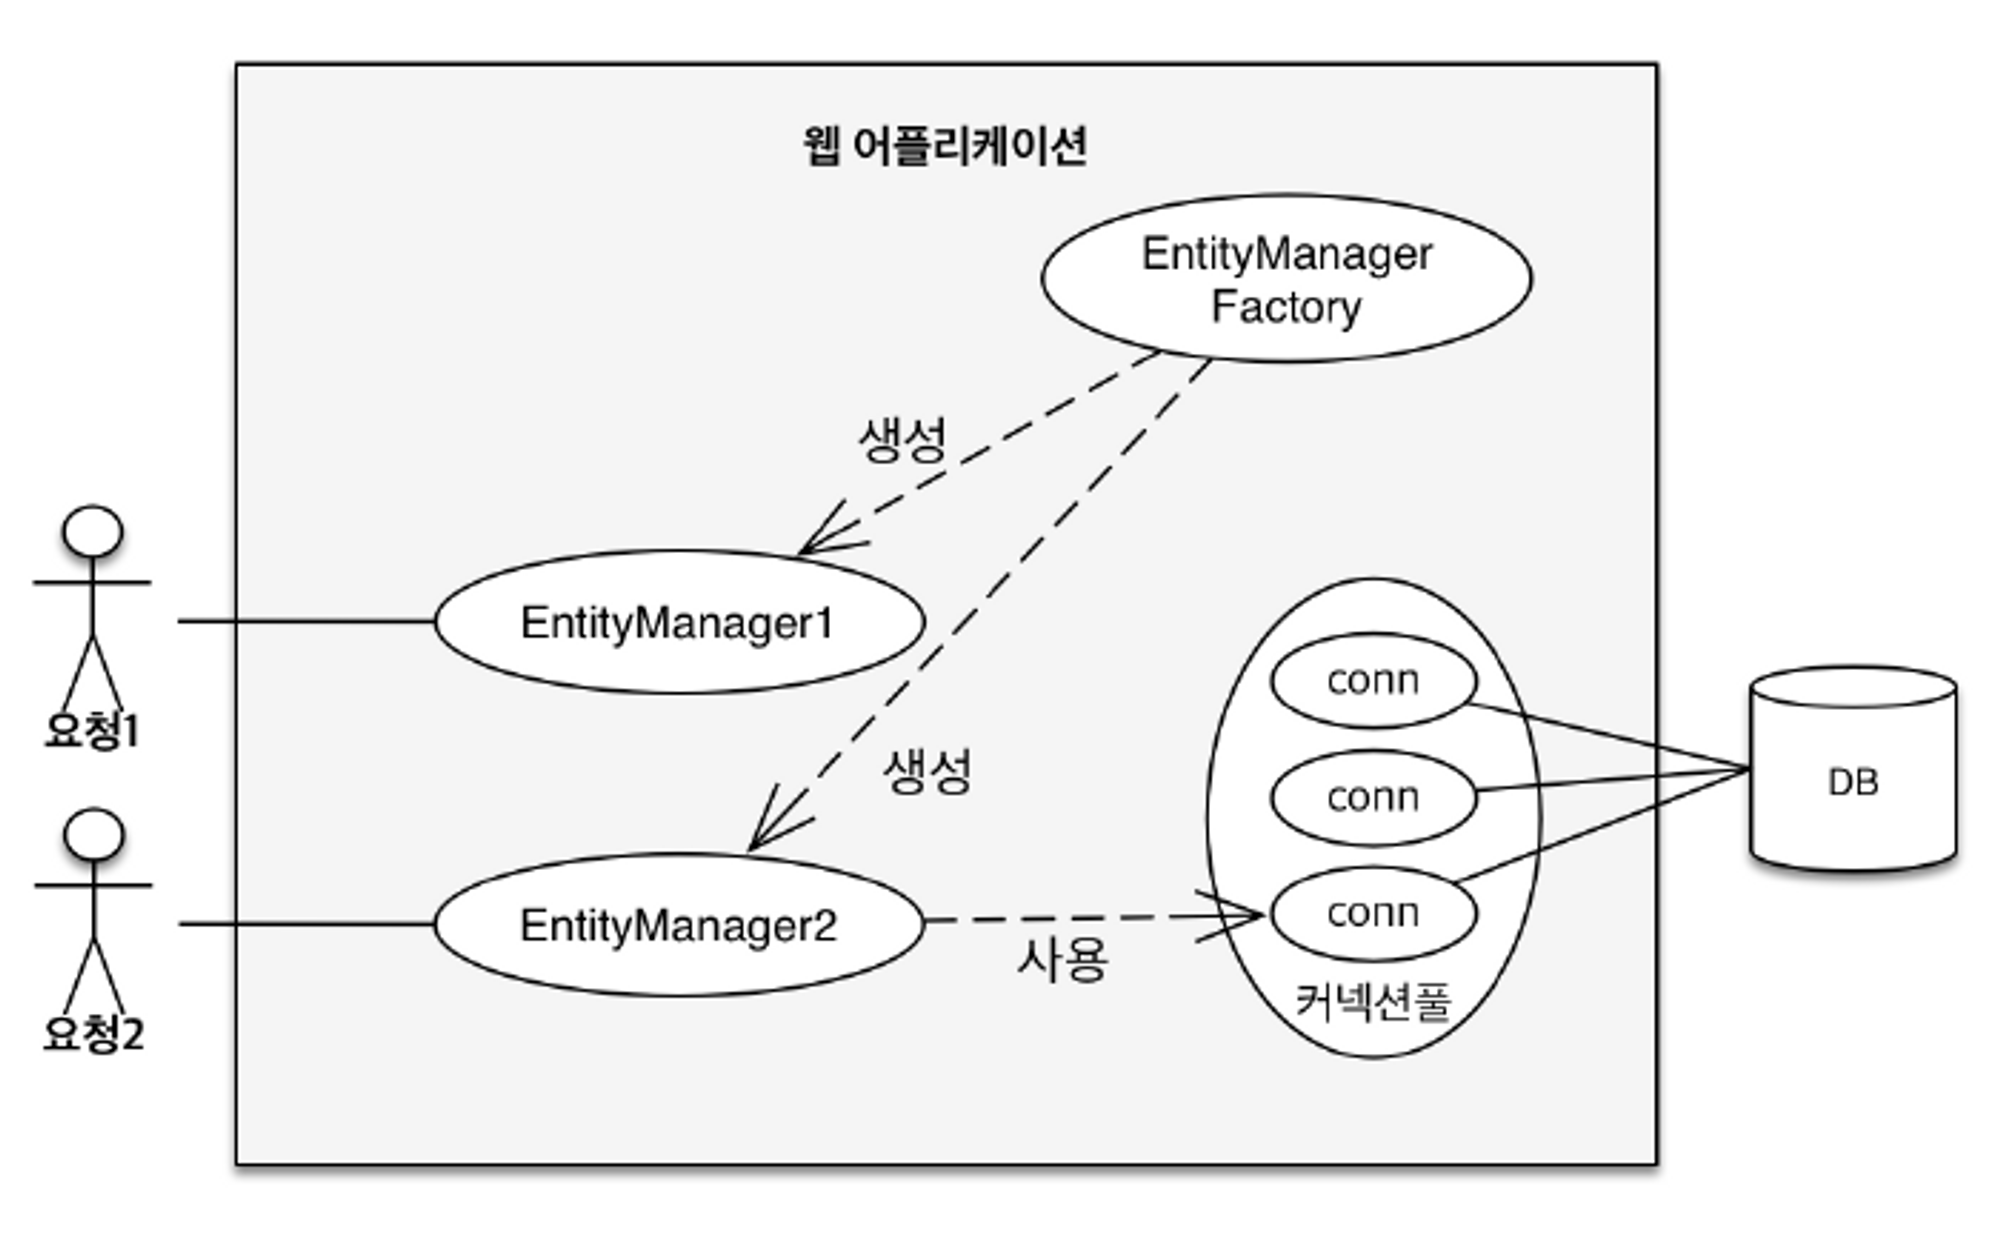 웹 어플리케이션
EntityManager
Factory
생성
EntityManager1
요청1
생성
EntityManager2
요청2
사용
conn
conn
conn
커넥션풀
DB